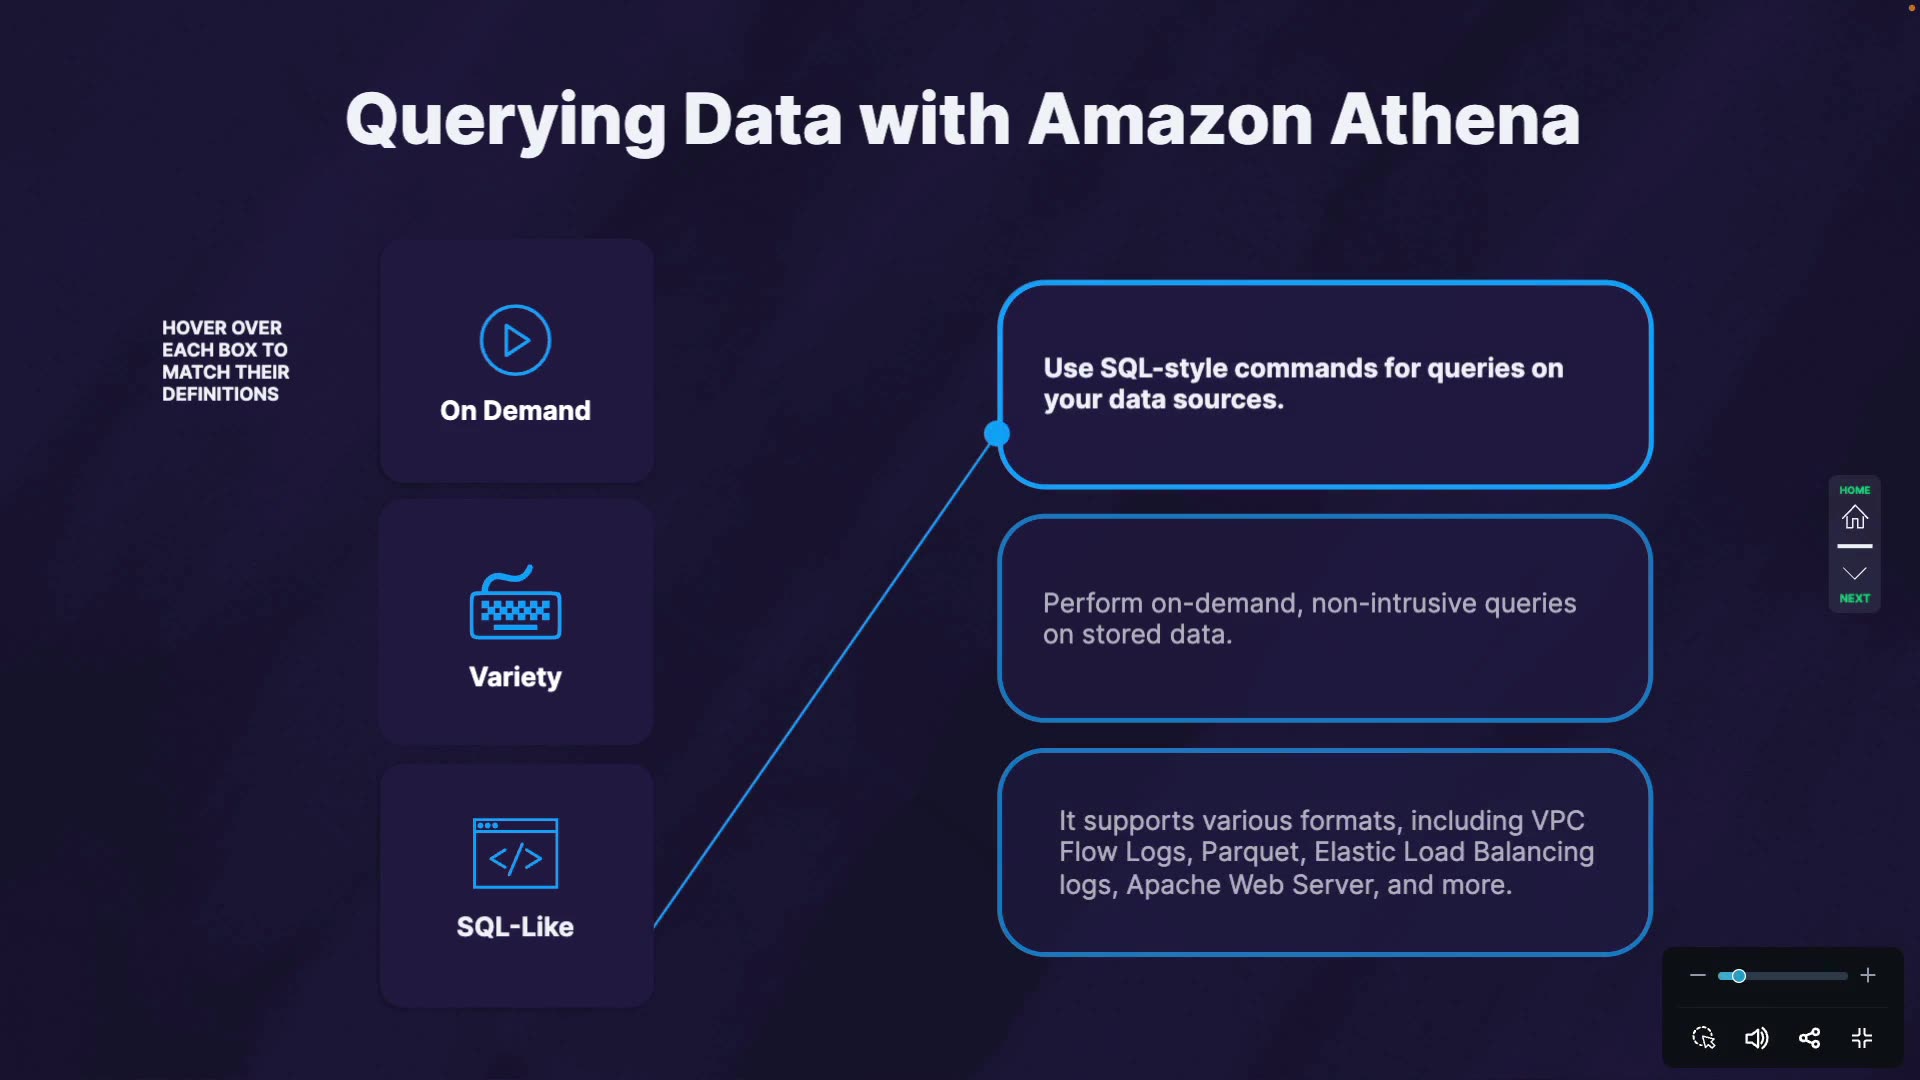 Querying Data with Amazon Athena
HOVER OVER
EACH BOX TO
MATCH THEIR
DEFINITIONS
On Demand
Variety
</>
SQL-Like
Use SQL-style commands for queries on
your data sources.
Perform on-demand, non-intrusive queries
on stored data.
It supports various formats, including VPC
Flow Logs, Parquet, Elastic Load Balancing
logs, Apache Web Server, and more.
HOME
NEXT